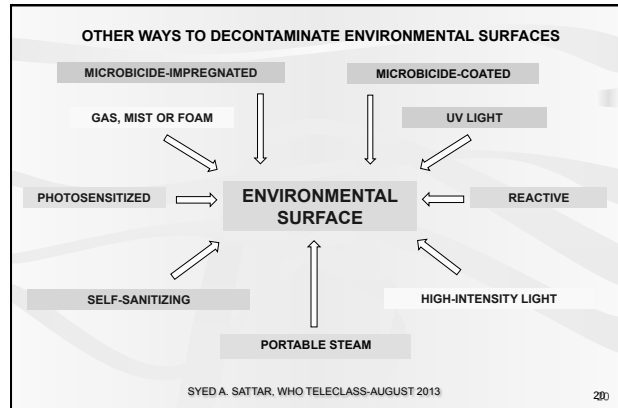 OTHER WAYS TO DECONTAMINATE ENVIRONMENTAL SURFACES
MICROBICIDE-IMPREGNATED
MICROBICIDE-COATED
GAS, MIST OR FOAM
UV LIGHT
PHOTOSENSITIZED
ENVIRONMENTAL
SURFACE
REACTIVE
SELF-SANITIZING
HIGH-INTENSITY LIGHT
PORTABLE STEAM
SYED A. SATTAR, WHO TELECLASS-AUGUST 2013
20